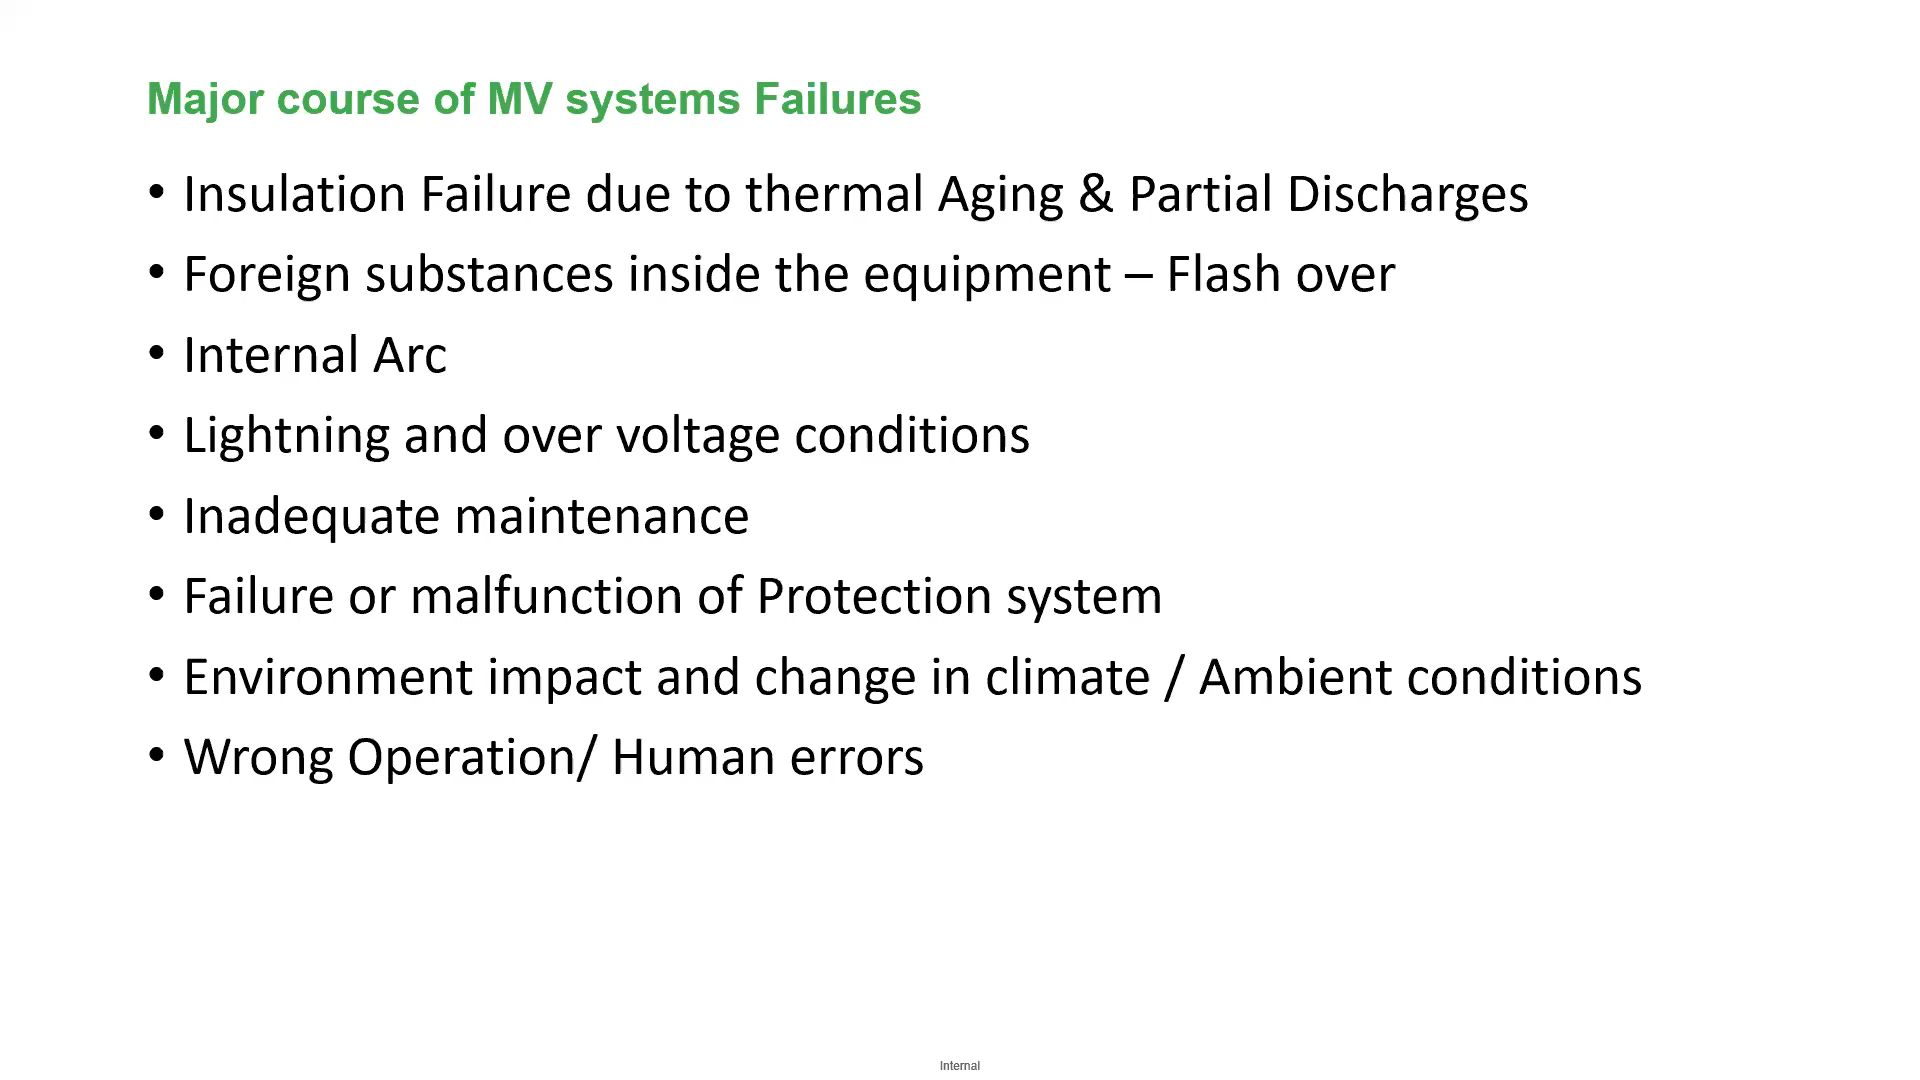 Major course of MV systems Failures
• Insulation Failure due to thermal Aging & Partial Discharges
• Foreign substances inside the equipment – Flash over
• Internal Arc
• Lightning and over voltage conditions
• Inadequate maintenance
• Failure or malfunction of Protection system
• Environment impact and change in climate / Ambient conditions
• Wrong Operation/ Human errors
Internal